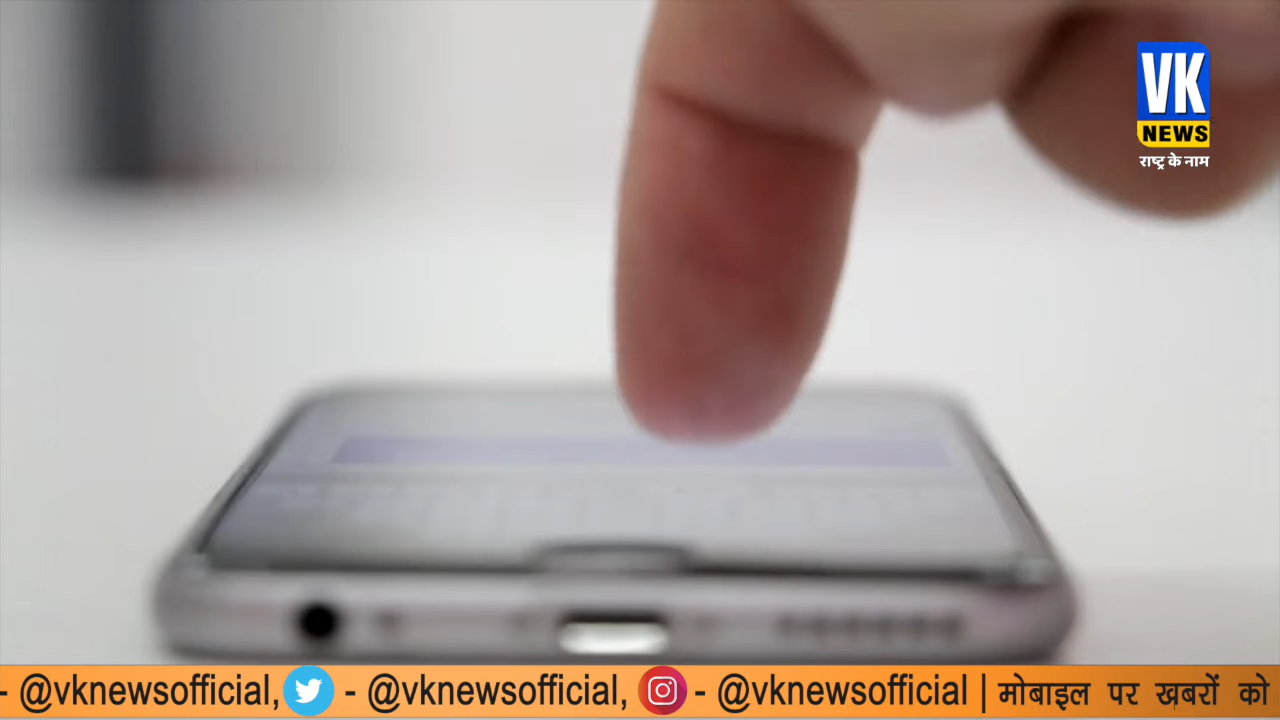 VK
NEWS
राष्ट्र के नाम
- @vknewsofficial, - @vknewsofficial, - @vknewsofficial | मोबाइल पर खबरों को